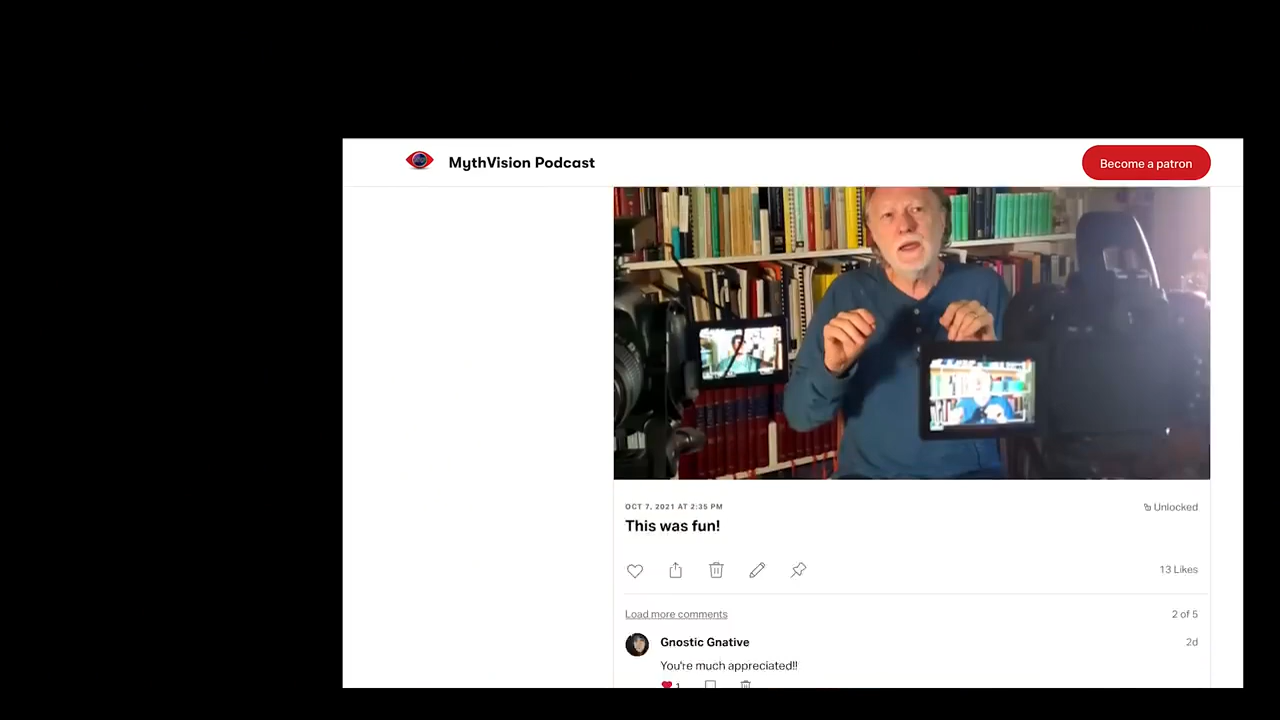 MythVision Podcast
Become a patron
OCT 7, 2021 AT 2:35 PM
Unlocked
This was fun!
13 Likes
Load more comments
2 of 5
Gnostic Gnative
2d
You're much appreciated!!
1